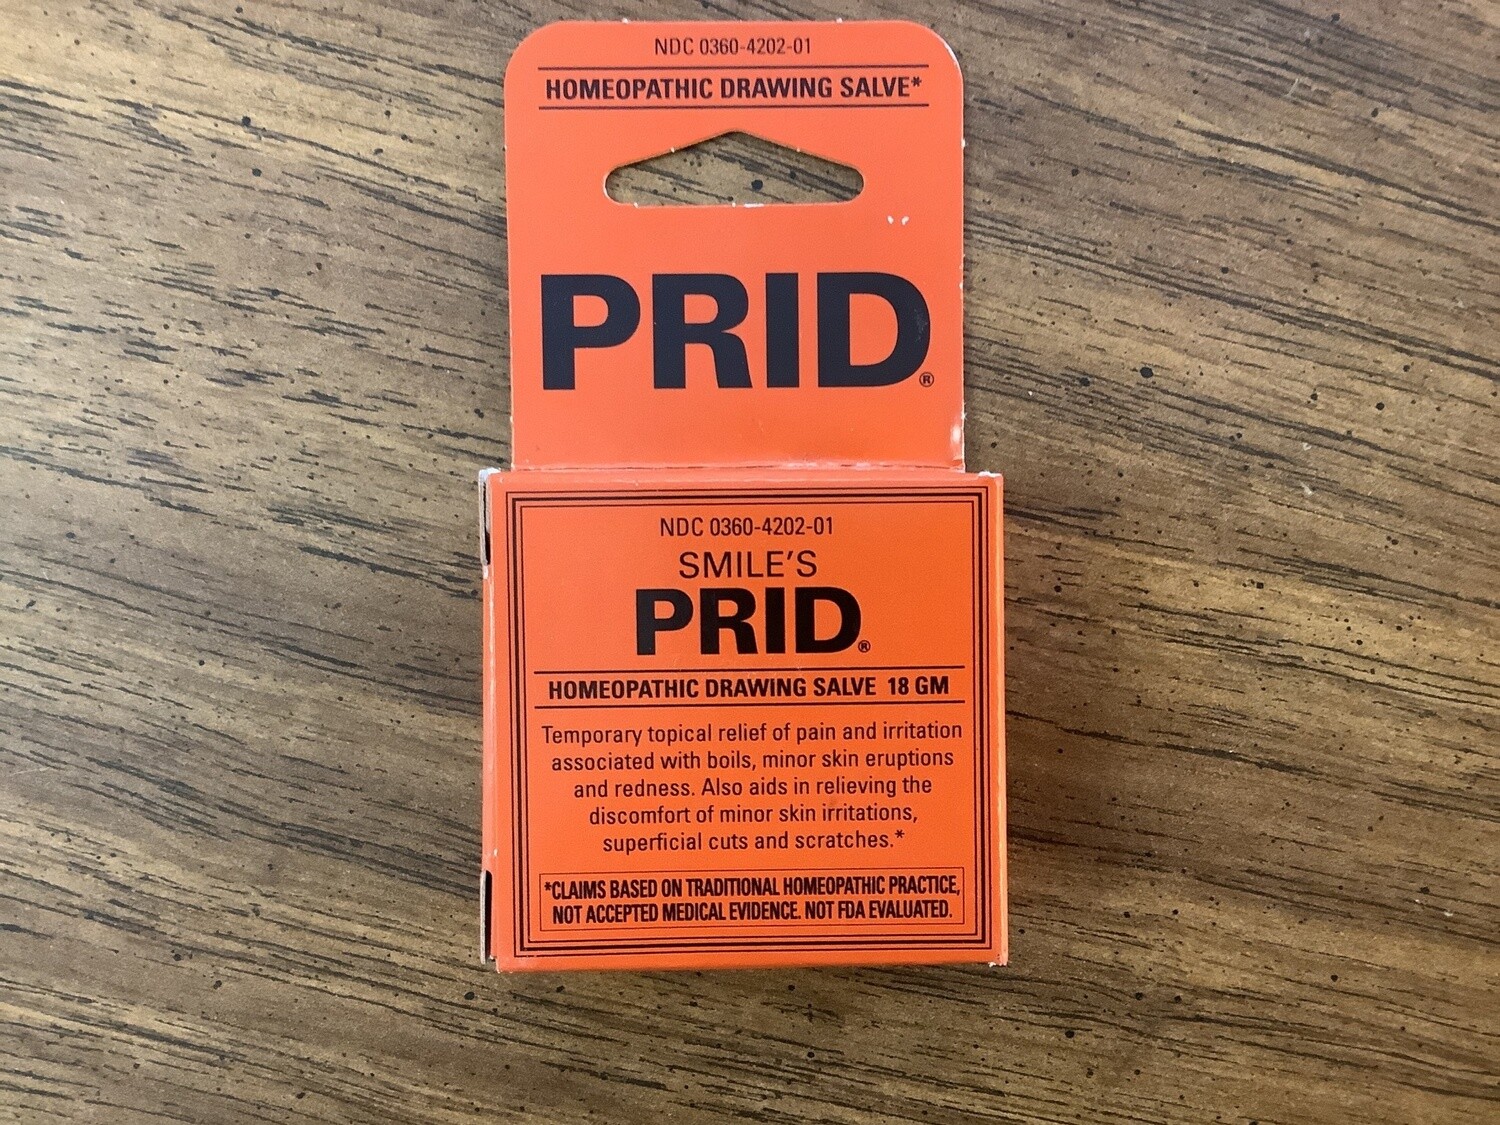 NDC 0360-4202-01
HOMEOPATHIC DRAWING SALVE*
PRID®
NDC 0360-4202-01
SMILE'S
PRID®
HOMEOPATHIC DRAWING SALVE 18 GM
Temporary topical relief of pain and irritation
associated with boils, minor skin eruptions
and redness. Also aids in relieving the
discomfort of minor skin irritations,
superficial cuts and scratches.*
*CLAIMS BASED ON TRADITIONAL HOMEOPATHIC PRACTICE,
NOT ACCEPTED MEDICAL EVIDENCE. NOT FDA EVALUATED.